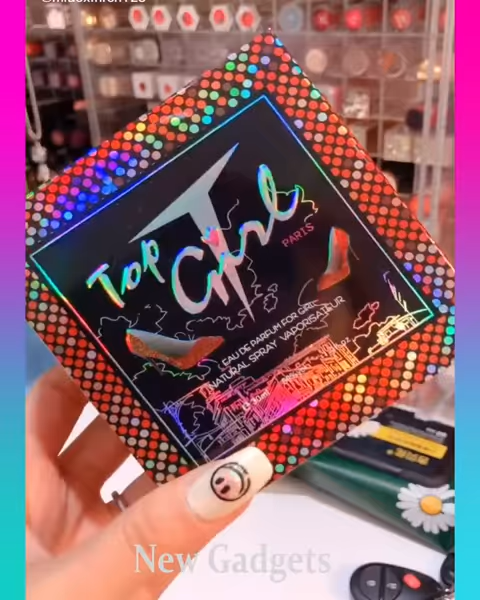 Top
Girl
PARIS
EAU DE PARFUM FOR GIRL
NATURAL SPRAY VAPORISATEUR
New Gadgets